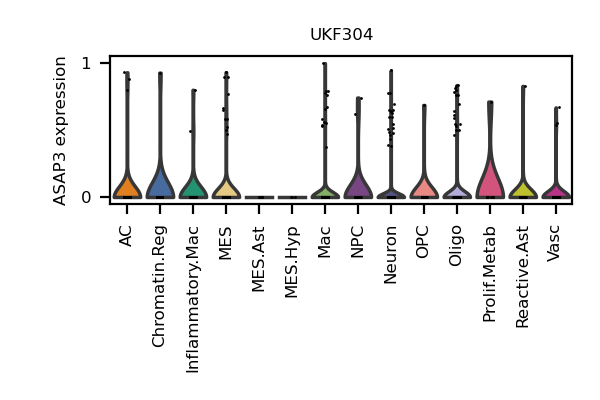 UKF304
ASAP3 expression
1
0
AC
Chromatin.Reg
Inflammatory.Mac
MES
MES.Ast
MES.Hyp
Mac
NPC
Neuron
OPC
Oligo
Prolif.Metab
Reactive.Ast
Vasc